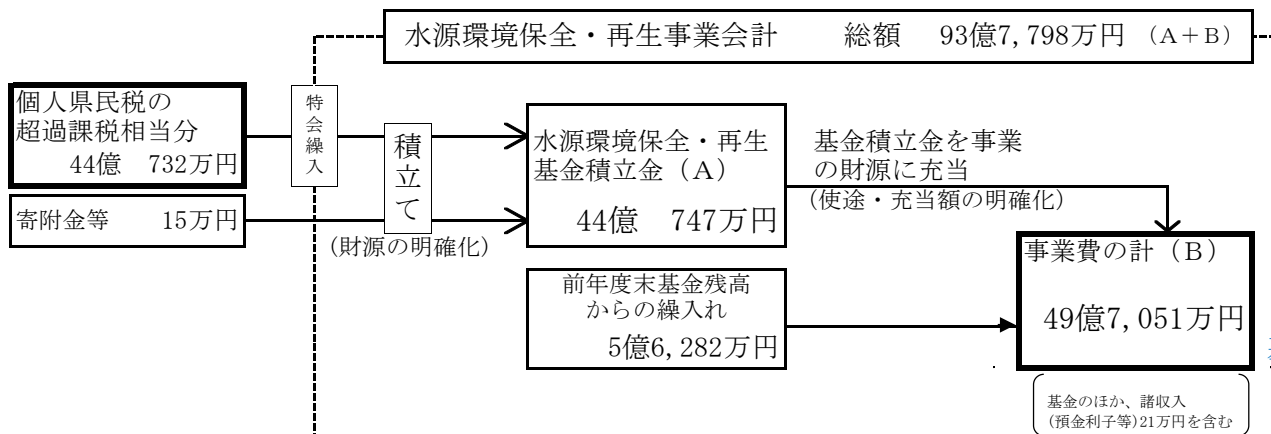 水源環境保全・再生事業会計　　総額　93億7,798万円 (A+B)
個人県民税の
超過課税相当分
44億　732万円
特会繰入
積立て
寄附金等　　15万円
(財源の明確化)
水源環境保全・再生
基金積立金 (A)
44億　747万円
基金積立金を事業
の財源に充当
(使途・充当額の明確化)
前年度末基金残高
からの繰入れ
5億6,282万円
事業費の計 (B)
49億7,051万円
基金のほか、諸収入
(預金利子等)21万円を含む